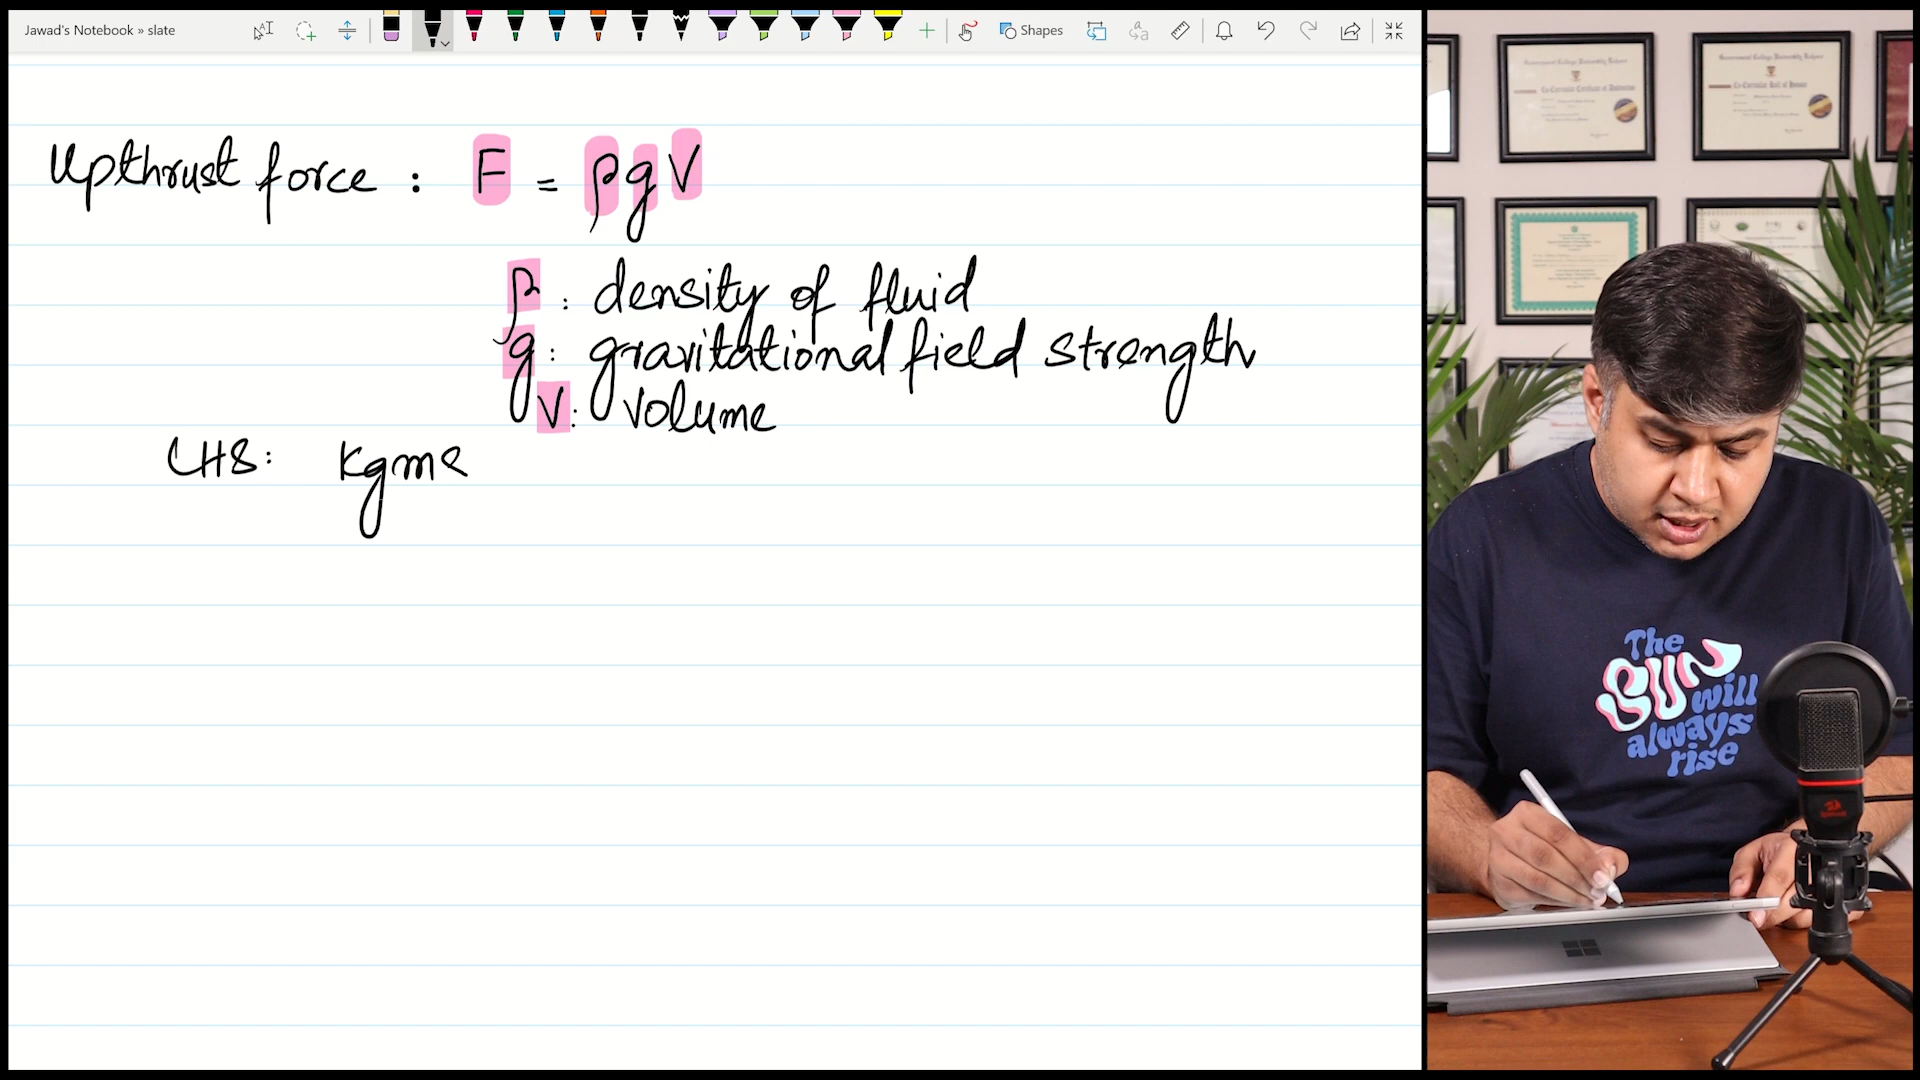 Jawad's Notebook » slate
Shapes
Upthrust force : F = ρgV
ρ : density of fluid
g : gravitational field strength
V : volume
LHS: kgms
The
SUN
will
always
rise